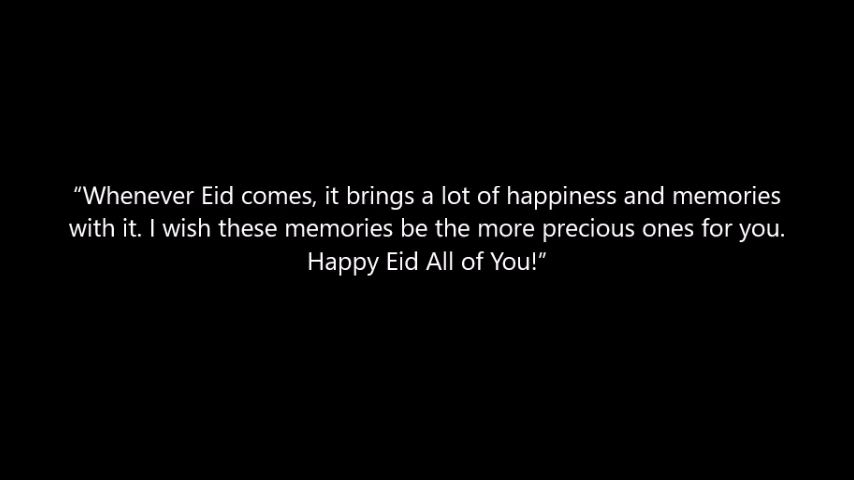 “Whenever Eid comes, it brings a lot of happiness and memories
with it. I wish these memories be the more precious ones for you.
Happy Eid All of You!”